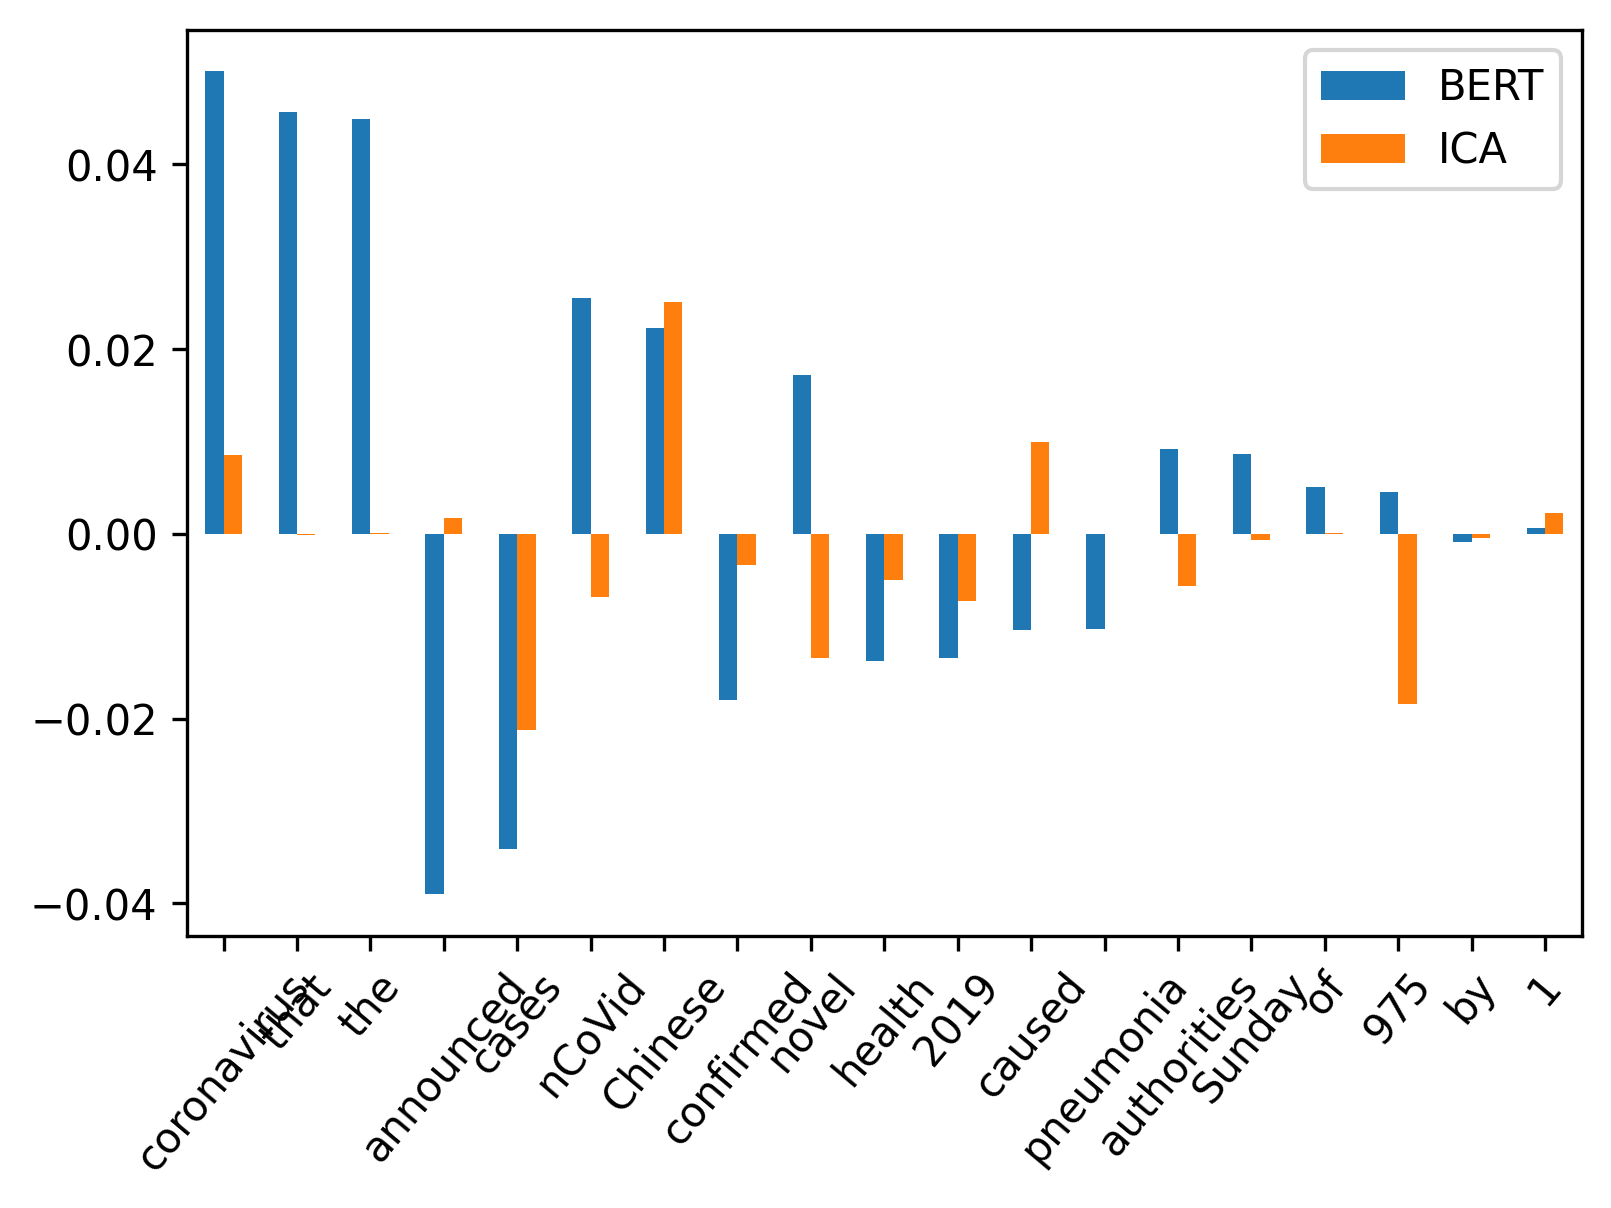 BERT
ICA
0.04
0.02
0.00
−0.02
−0.04
coronavirus
that
the
announced
cases
nCoVid
Chinese
confirmed
novel
health
2019
caused
pneumonia
authorities
Sunday
of
975
by
1